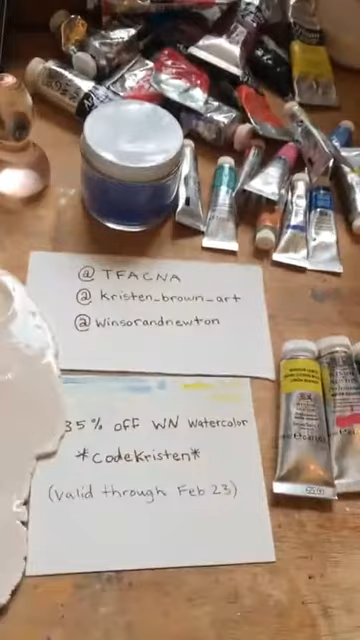 @ TFACNA
@ kristen_brown_art
@ winsorandnewton
35% off WN Watercolor
*CodeKristen*
(Valid through Feb 23)